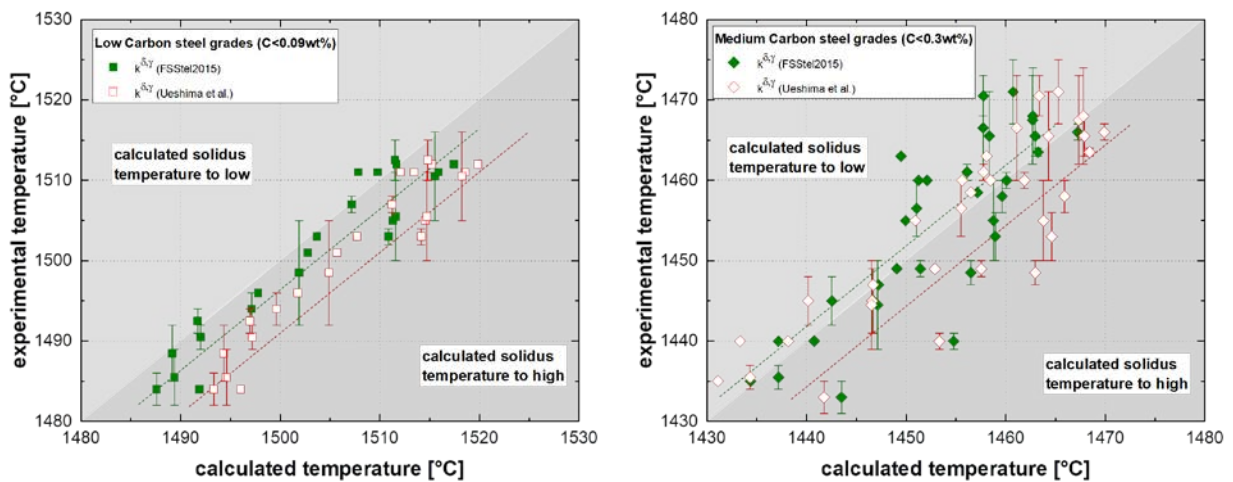 1530
1520
1510
1500
1490
1480
experimental temperature [°C]
Low Carbon steel grades (C<0.09wt%)
k^δ,γ (FSStel2015)
k^δ,γ (Ueshima et al.)
calculated solidus
temperature to low
calculated solidus
temperature to high
1480 1490 1500 1510 1520 1530
calculated temperature [°C]
1480
1470
1460
1450
1440
1430
experimental temperature [°C]
Medium Carbon steel grades (C<0.3wt%)
k^δ,γ (FSStel2015)
k^δ,γ (Ueshima et al.)
calculated solidus
temperature to low
calculated solidus
temperature to high
1430 1440 1450 1460 1470 1480
calculated temperature [°C]